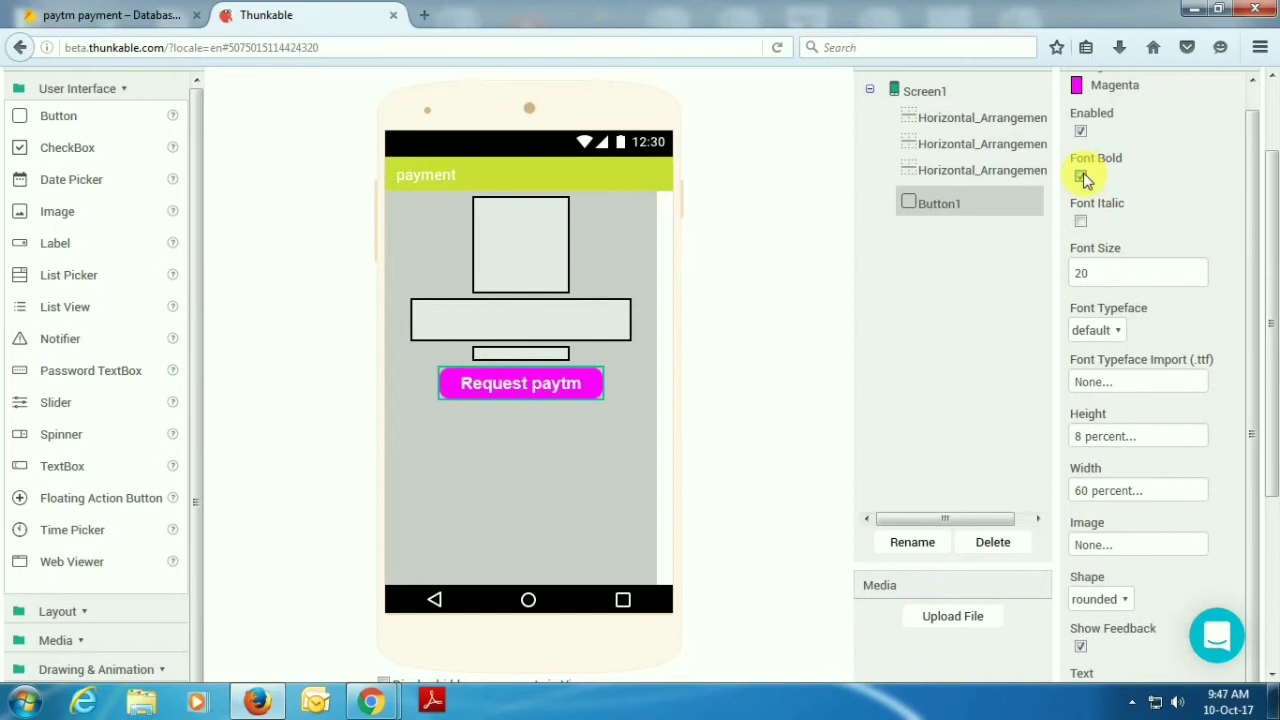 paytm payment – Databas...
Thunkable
beta.thunkable.com/?locale=en#5075015114424320
Search
User Interface
Button
CheckBox
Date Picker
Image
Label
List Picker
List View
Notifier
Password TextBox
Slider
Spinner
TextBox
Floating Action Button
Time Picker
Web Viewer
Layout
Media
Drawing & Animation
12:30
payment
Request paytm
Screen1
Horizontal_Arrangemen
Horizontal_Arrangemen
Horizontal_Arrangemen
Button1
Rename
Delete
Media
Upload File
Magenta
Enabled
Font Bold
Font Italic
Font Size
20
Font Typeface
default
Font Typeface Import (.ttf)
None...
Height
8 percent...
Width
60 percent...
Image
None...
Shape
rounded
Show Feedback
Text
9:47 AM
10-Oct-17